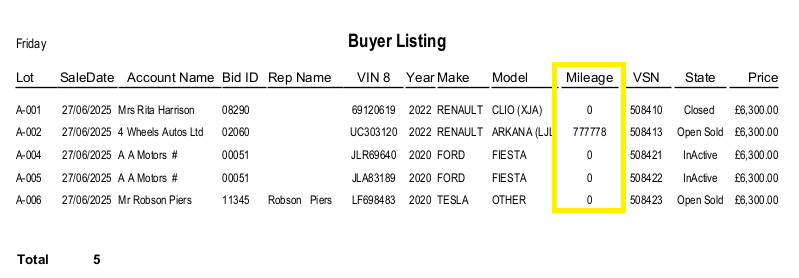 Friday
Buyer Listing
Lot SaleDate Account Name Bid ID Rep Name VIN 8 Year Make Model Mileage VSN State Price
A-001 27/06/2025 Mrs Rita Harrison 08290 69120619 2022 RENAULT CLIO (XJA) 0 508410 Closed £6,300.00
A-002 27/06/2025 4 Wheels Autos Ltd 02060 UC303120 2022 RENAULT ARKANA (LJL 777778 508413 Open Sold £6,300.00
A-004 27/06/2025 A A Motors # 00051 JLR69640 2020 FORD FIESTA 0 508421 InActive £6,300.00
A-005 27/06/2025 A A Motors # 00051 JLA83189 2020 FORD FIESTA 0 508422 InActive £6,300.00
A-006 27/06/2025 Mr Robson Piers 11345 Robson Piers LF698483 2020 TESLA OTHER 0 508423 Open Sold £6,300.00
Total 5